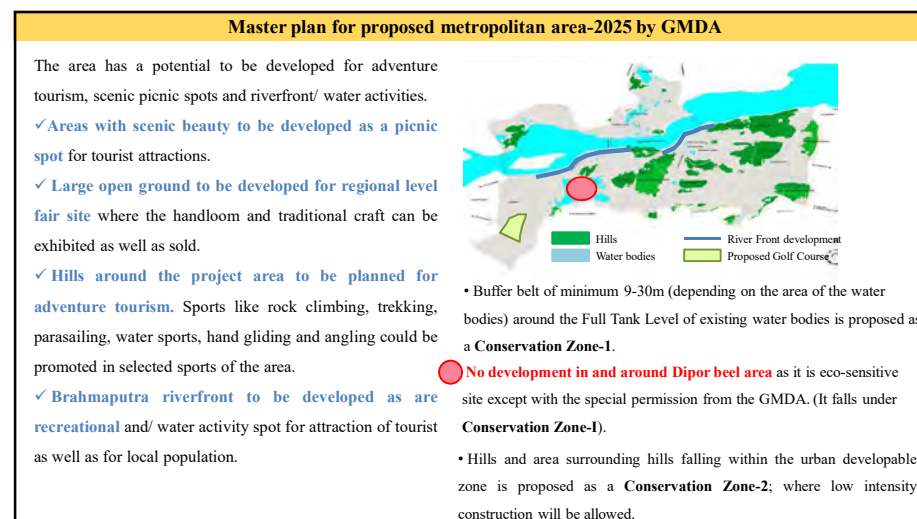 Master plan for proposed metropolitan area-2025 by GMDA
The area has a potential to be developed for adventure
tourism, scenic picnic spots and riverfront/ water activities.
✓Areas with scenic beauty to be developed as a picnic
spot for tourist attractions.
✓ Large open ground to be developed for regional level
fair site where the handloom and traditional craft can be
exhibited as well as sold.
✓ Hills around the project area to be planned for
adventure tourism. Sports like rock climbing, trekking,
parasailing, water sports, hand gliding and angling could be
promoted in selected sports of the area.
✓ Brahmaputra riverfront to be developed as are
recreational and/ water activity spot for attraction of tourist
as well as for local population.
Hills
River Front development
Water bodies
Proposed Golf Course
• Buffer belt of minimum 9-30m (depending on the area of the water
bodies) around the Full Tank Level of existing water bodies is proposed as
a Conservation Zone-1.
No development in and around Dipor beel area as it is eco-sensitive
site except with the special permission from the GMDA. (It falls under
Conservation Zone-I).
• Hills and area surrounding hills falling within the urban developable
zone is proposed as a Conservation Zone-2; where low intensity
construction will be allowed.